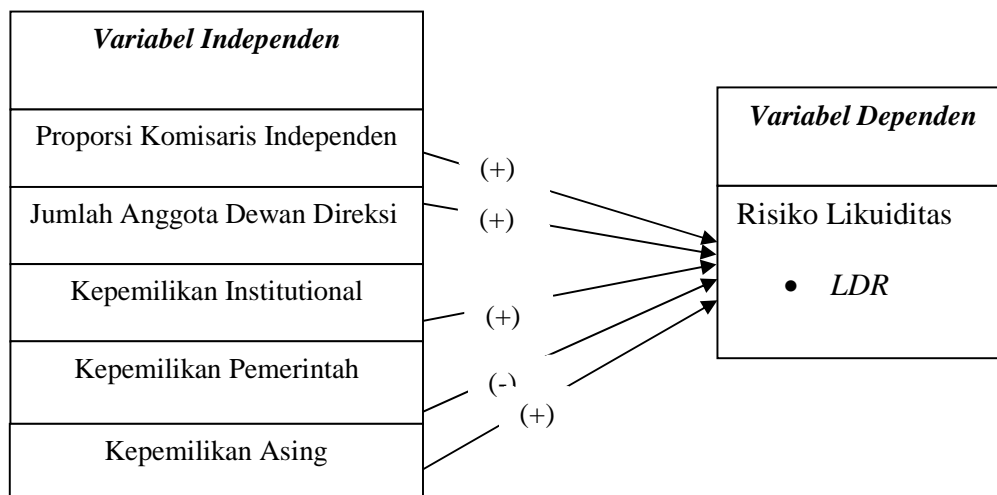 Variabel Independen
Proporsi Komisaris Independen
Jumlah Anggota Dewan Direksi
Kepemilikan Institutional
Kepemilikan Pemerintah
Kepemilikan Asing
(+)
(+)
(+)
(-)
(+)
Variabel Dependen
Risiko Likuiditas
• LDR